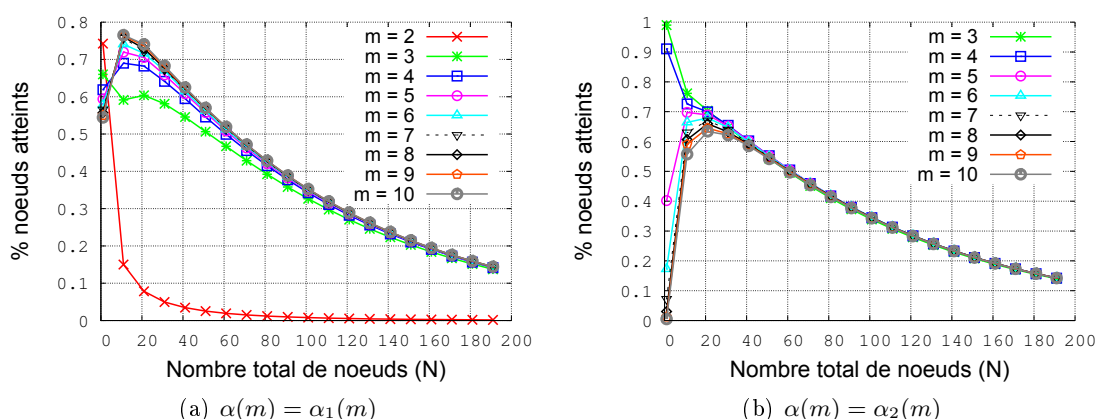 % noeuds atteints
0.8
0.7
0.6
0.5
0.4
0.3
0.2
0.1
0
0 20 40 60 80 100 120 140 160 180 200
Nombre total de noeuds (N)
m = 2
m = 3
m = 4
m = 5
m = 6
m = 7
m = 8
m = 9
m = 10
(a) α(m) = α₁(m)
% noeuds atteints
1
0.9
0.8
0.7
0.6
0.5
0.4
0.3
0.2
0.1
0
0 20 40 60 80 100 120 140 160 180 200
Nombre total de noeuds (N)
m = 3
m = 4
m = 5
m = 6
m = 7
m = 8
m = 9
m = 10
(b) α(m) = α₂(m)